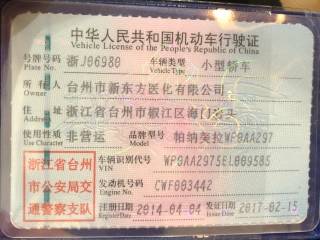 中华人民共和国机动车行驶证
Vehicle License of the People's Republic of China
号牌号码 浙J06988 车辆类型 小型轿车
Plate No. Vehicle Type
所有人 台州市新东方医化有限公司
Owner
住址 浙江省台州市椒江区海门街头
Address
使用性质 非营运 品牌 帕纳美拉WP0AA297
Use Character Model
浙江省台州市公安局交通警察支队
车辆识别代号
VIN
发动机号码 CWF003442
Engine No.
注册日期 2014-04-04 发证日期 2017-02-15
Register Date Issue Date